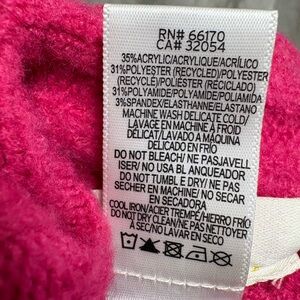 RN# 66170
CA# 32054
35%ACRYLIC/ACRYLIQUE/ACRÍLICO
31%POLYESTER (RECYCLED)/POLYESTER
(RECYCLÉ)/POLIÉSTER (RECICLADO)
31%POLYAMIDE/POLYAMIDE/POLIAMIDA
3%SPANDEX/ELASTHANNE/ELASTANO
MACHINE WASH DELICATE COLD/
LAVAGE EN MACHINE À FROID
DÉLICAT/LAVADO A MÁQUINA
DELICADO EN FRÍO
DO NOT BLEACH/ NE PASJAVELL
ISER/ NO USA BL ANQUEADOR
DO NOT TUMBLE DRY/ NE PAS
SECHER EN MACHINE/ NO SECAR
EN SECADORA
COOL IRON/ACIER TREMPÉ/HIERRO FRÍO
DO NOT DRY CLEAN/ NE PAS NETTOYER
À SEC/NO LAVAR EN SECO